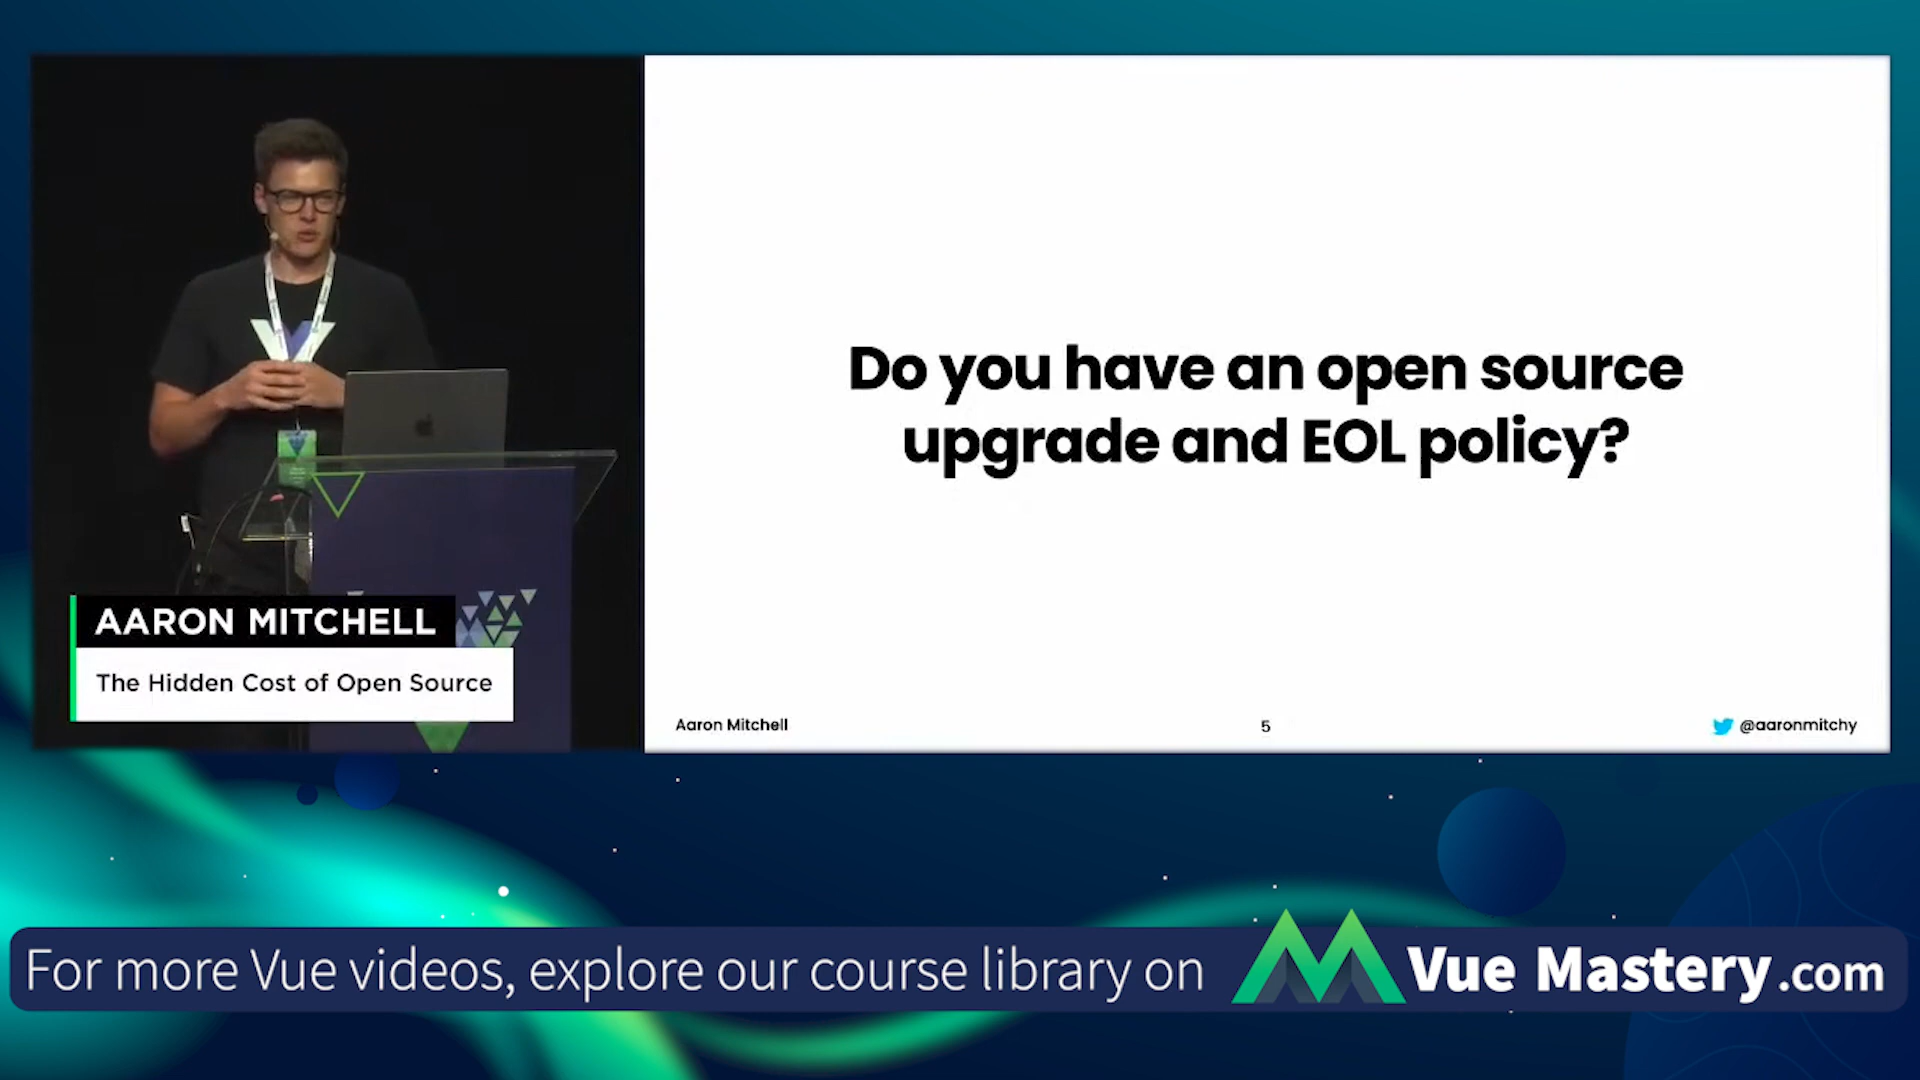 Do you have an open source
upgrade and EOL policy?
AARON MITCHELL
The Hidden Cost of Open Source
Aaron Mitchell
5
@aaronmitchy
For more Vue videos, explore our course library on
Vue Mastery.com